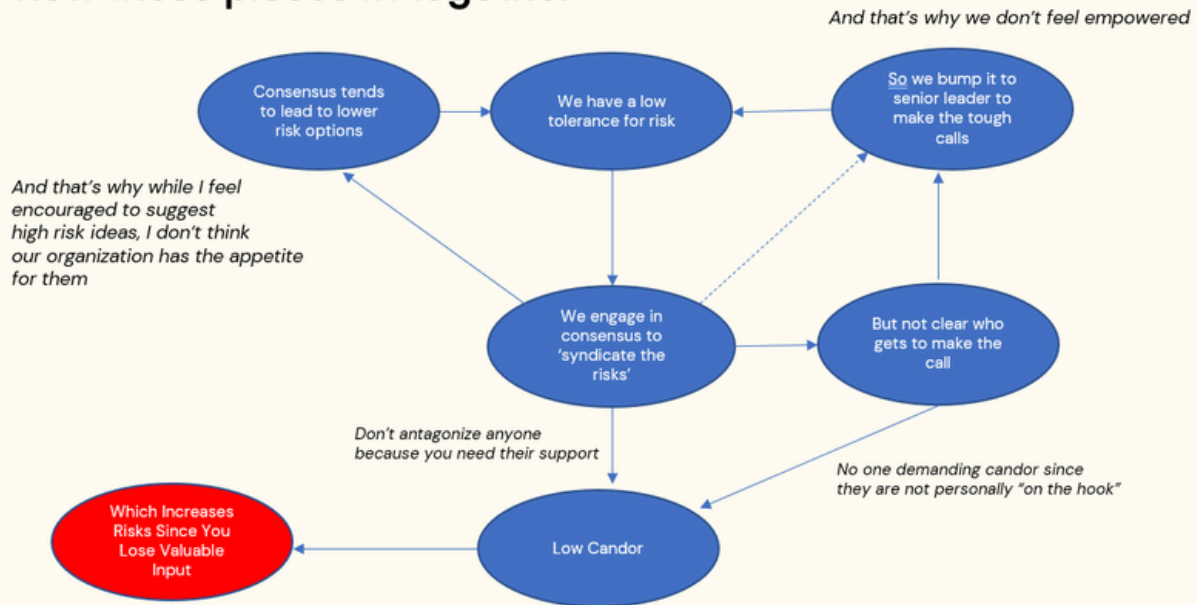 And that's why we don't feel empowered
Consensus tends
to lead to lower
risk options
We have a low
tolerance for risk
So we bump it to
senior leader to
make the tough
calls
And that's why while I feel
encouraged to suggest
high risk ideas, I don't think
our organization has the appetite
for them
We engage in
consensus to
‘syndicate the
risks’
But not clear who
gets to make the
call
Don't antagonize anyone
because you need their support
No one demanding candor since
they are not personally “on the hook”
Which Increases
Risks Since You
Lose Valuable
Input
Low Candor